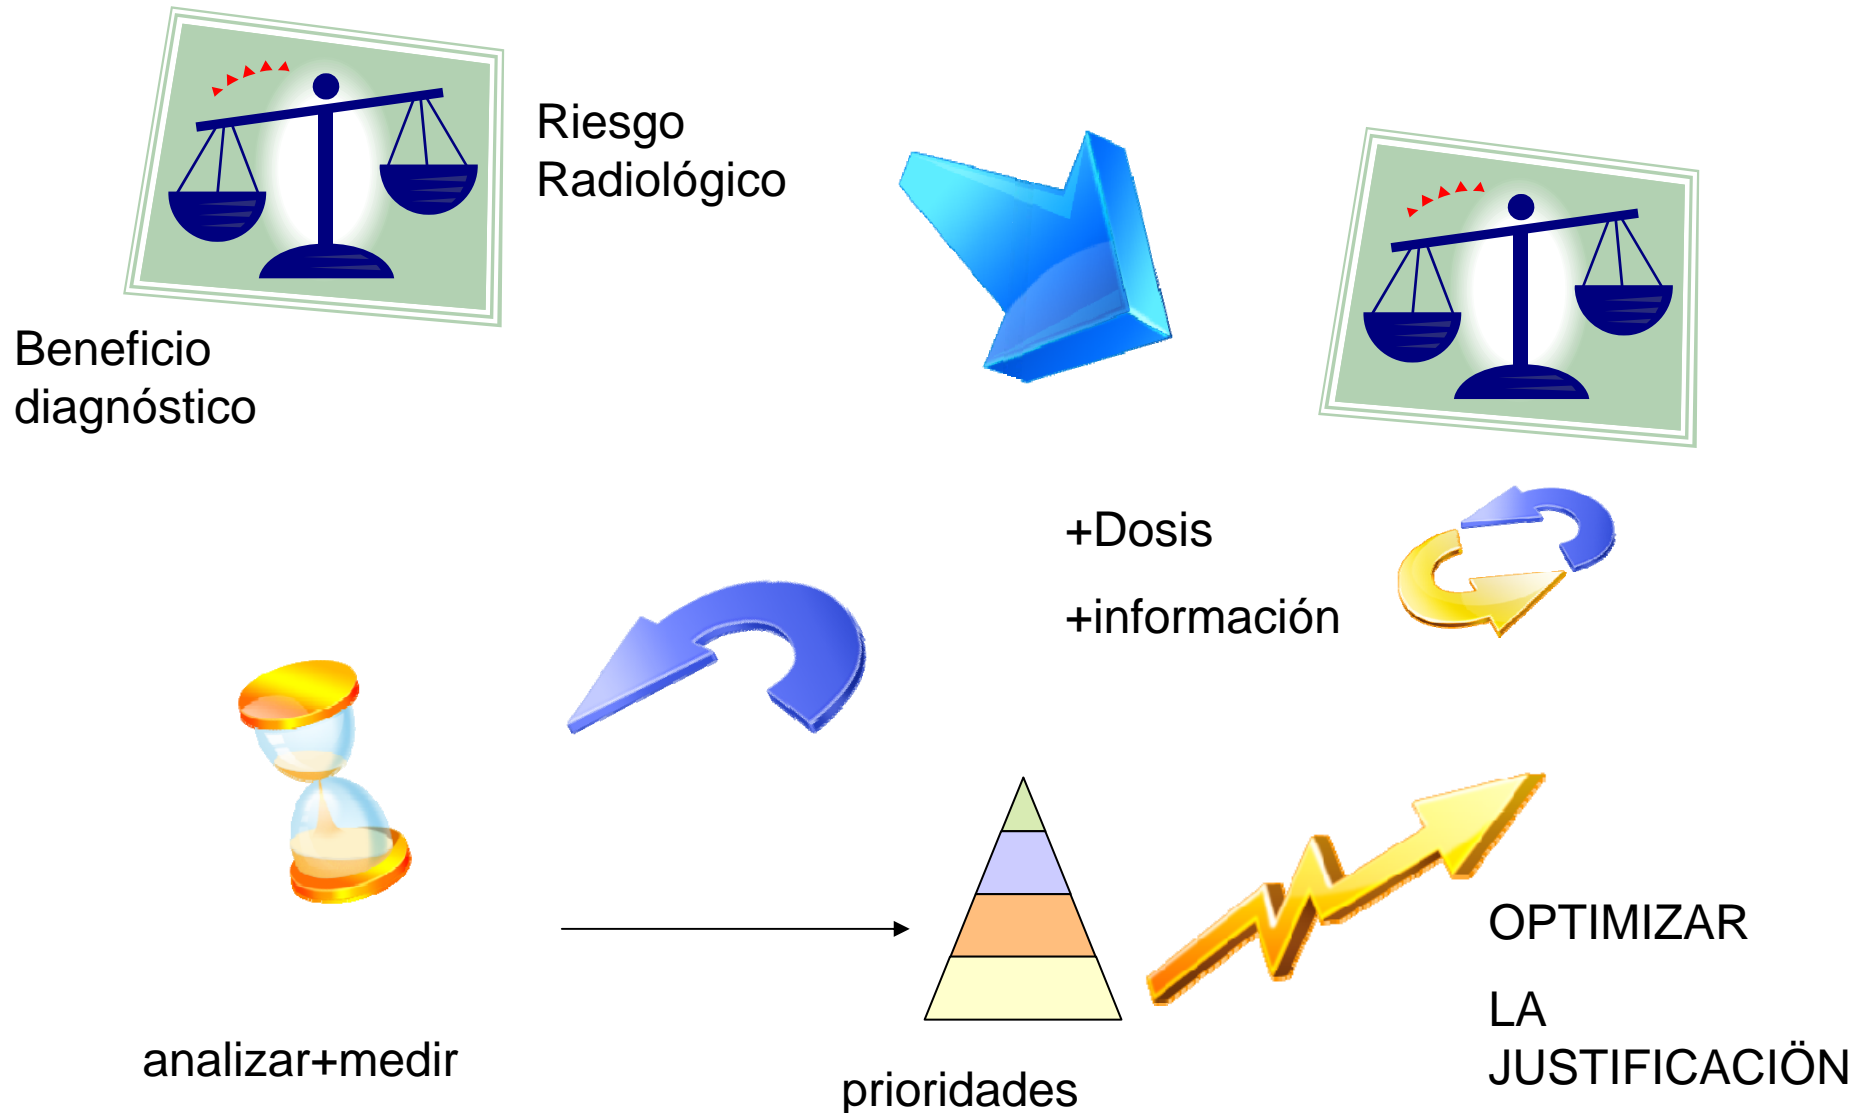 Riesgo
Radiológico
Beneficio
diagnóstico
+Dosis
+información
analizar+medir
prioridades
OPTIMIZAR
LA
JUSTIFICACIÖN